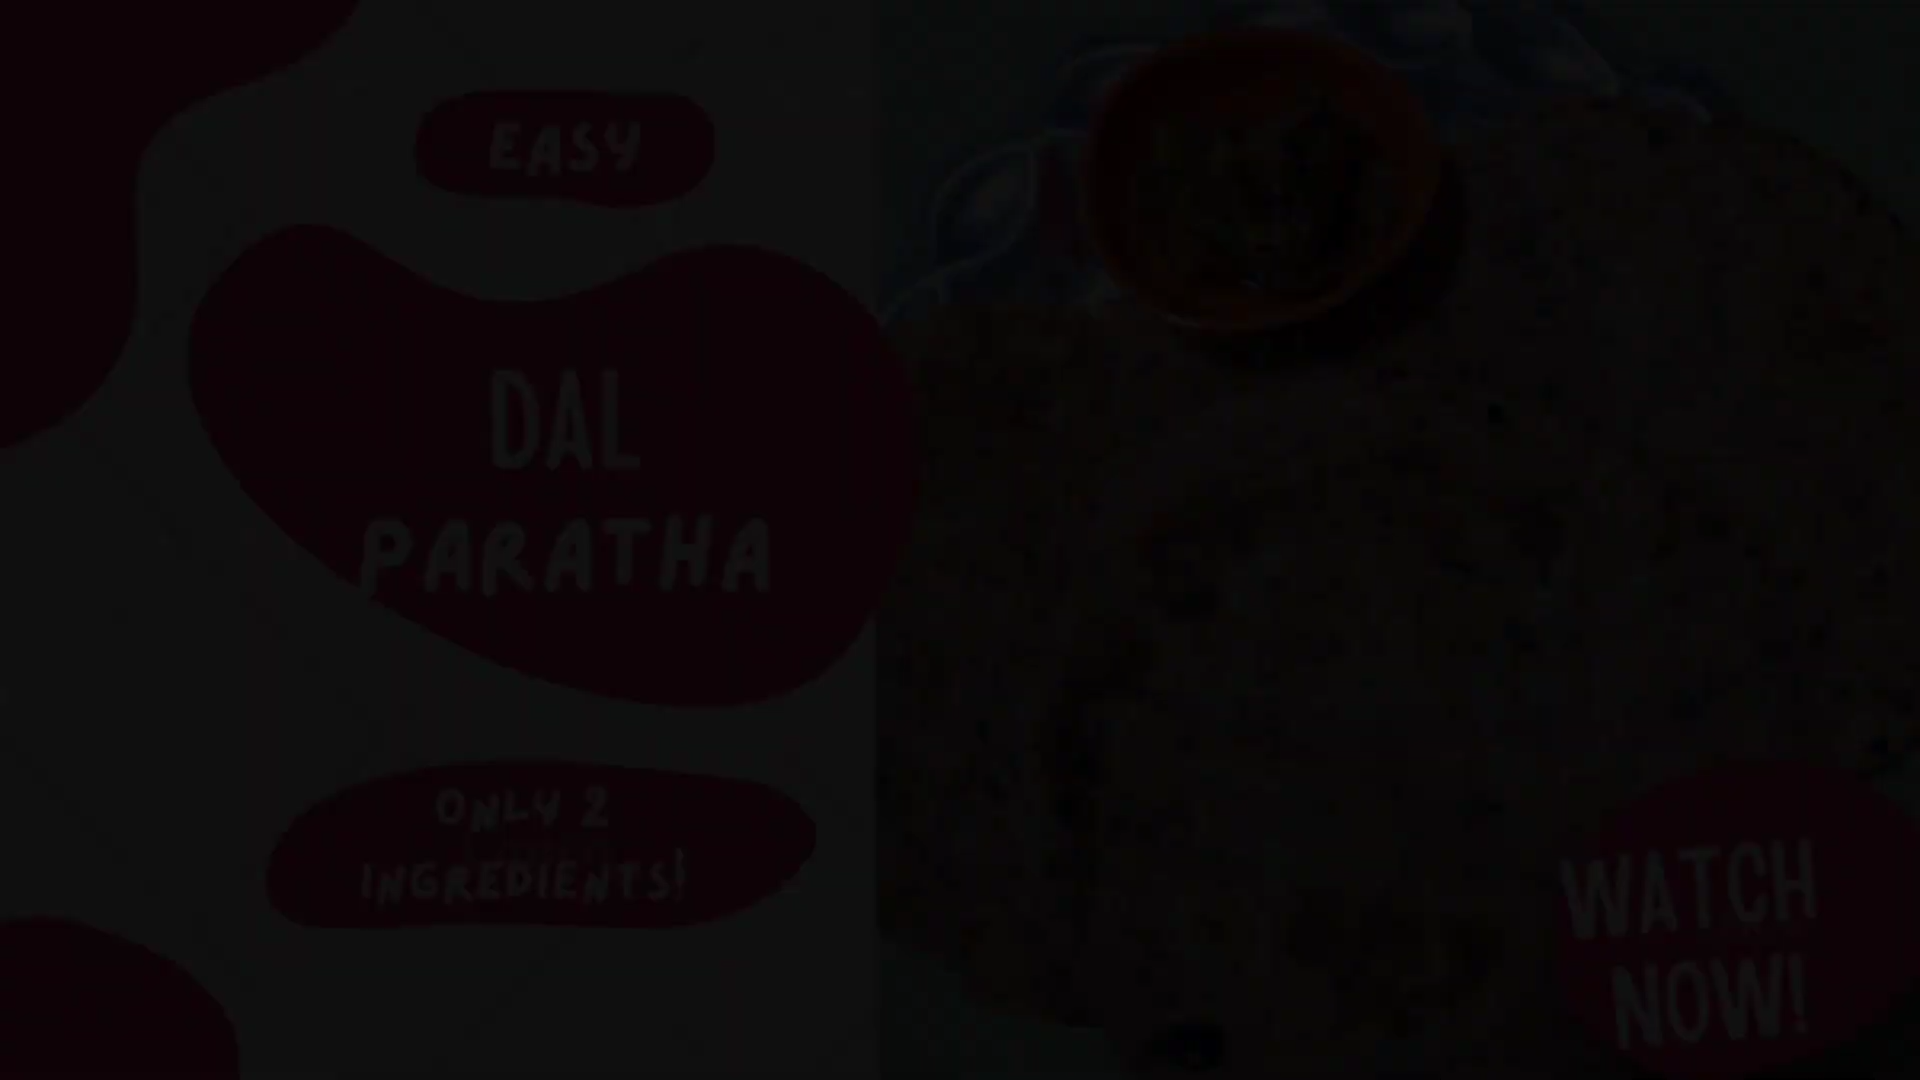 EASY
DAL
PARATHA
ONLY 2
INGREDIENTS!
WATCH
NOW!